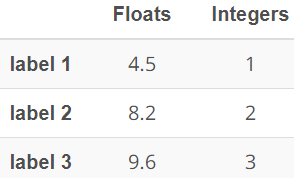 Floats Integers
label 1 4.5 1
label 2 8.2 2
label 3 9.6 3